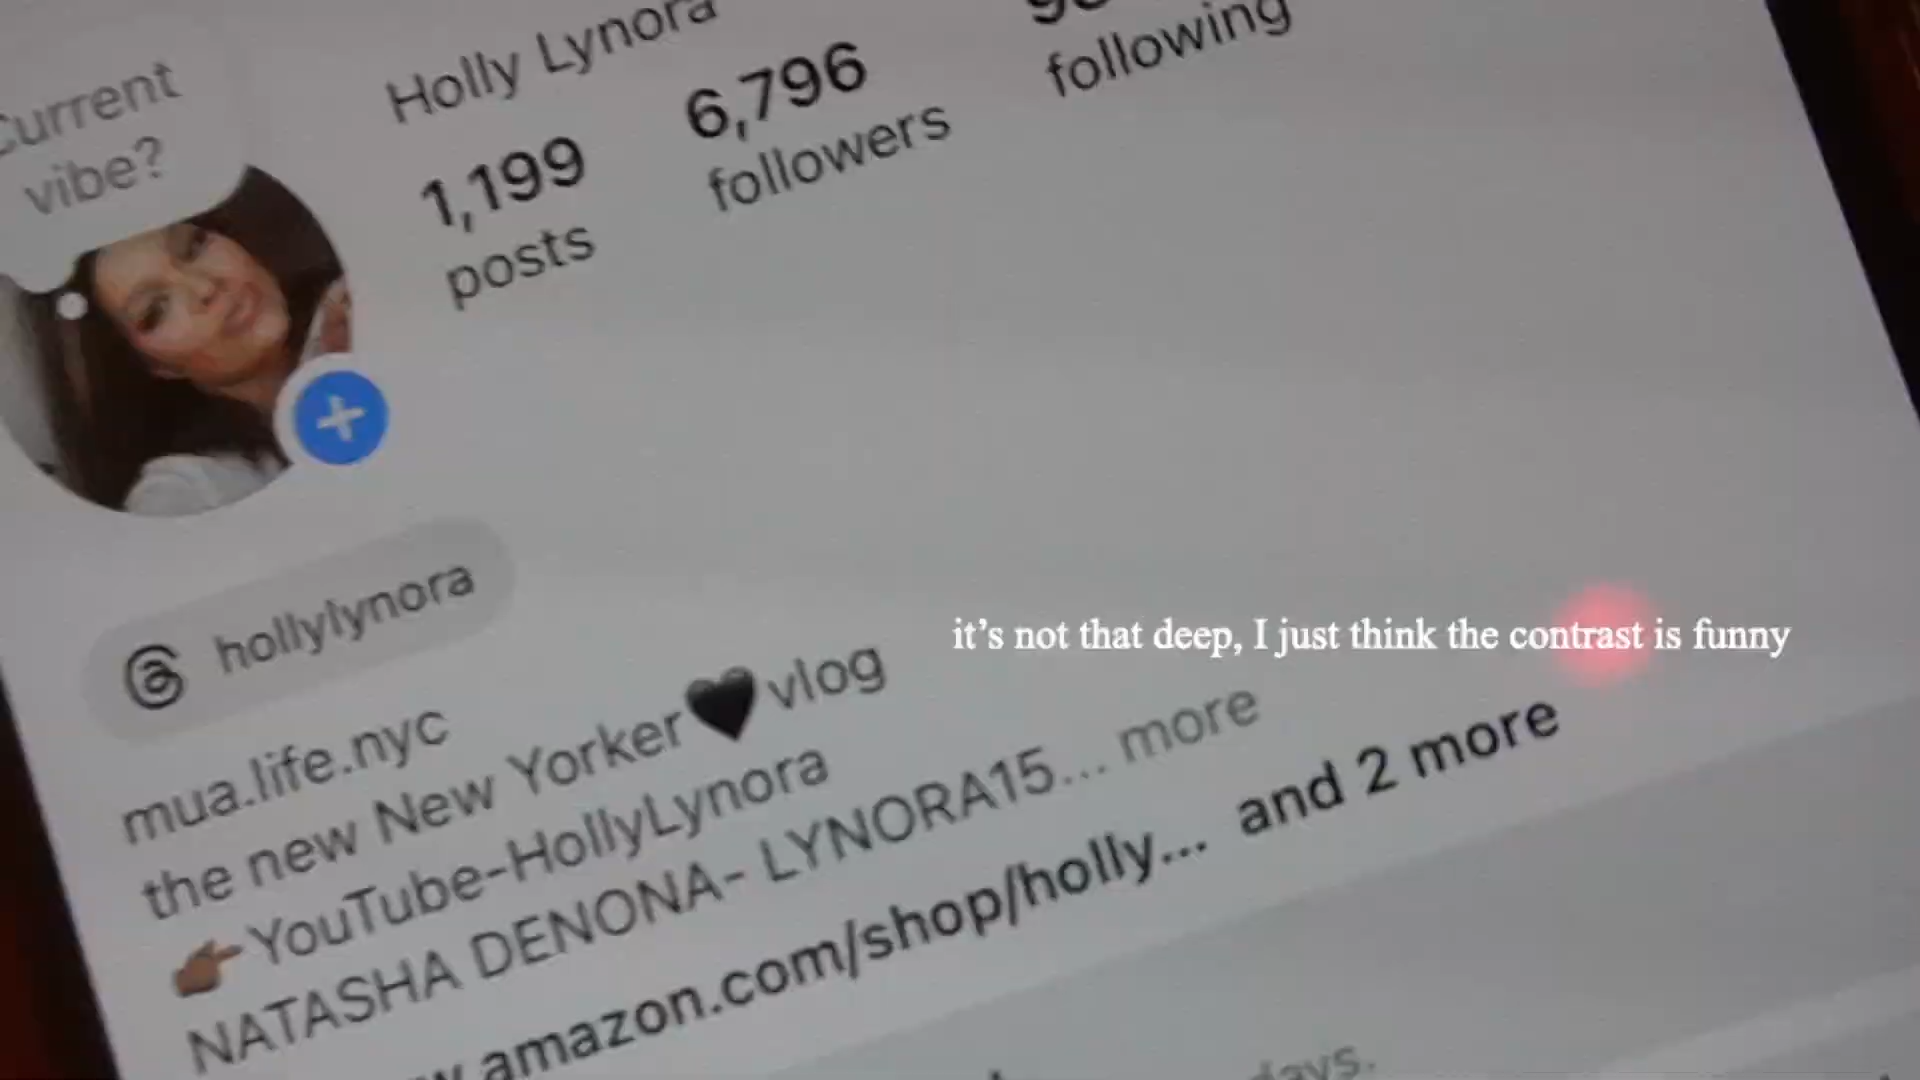 Current
vibe?
Holly Lynora
1,199
posts
6,796
followers
following
hollylynora
mua.life.nyc
the new New Yorker🖤vlog
👉🏾YouTube-HollyLynora
NATASHA DENONA- LYNORA15... more
amazon.com/shop/holly... and 2 more
days.
it’s not that deep, I just think the contrast is funny